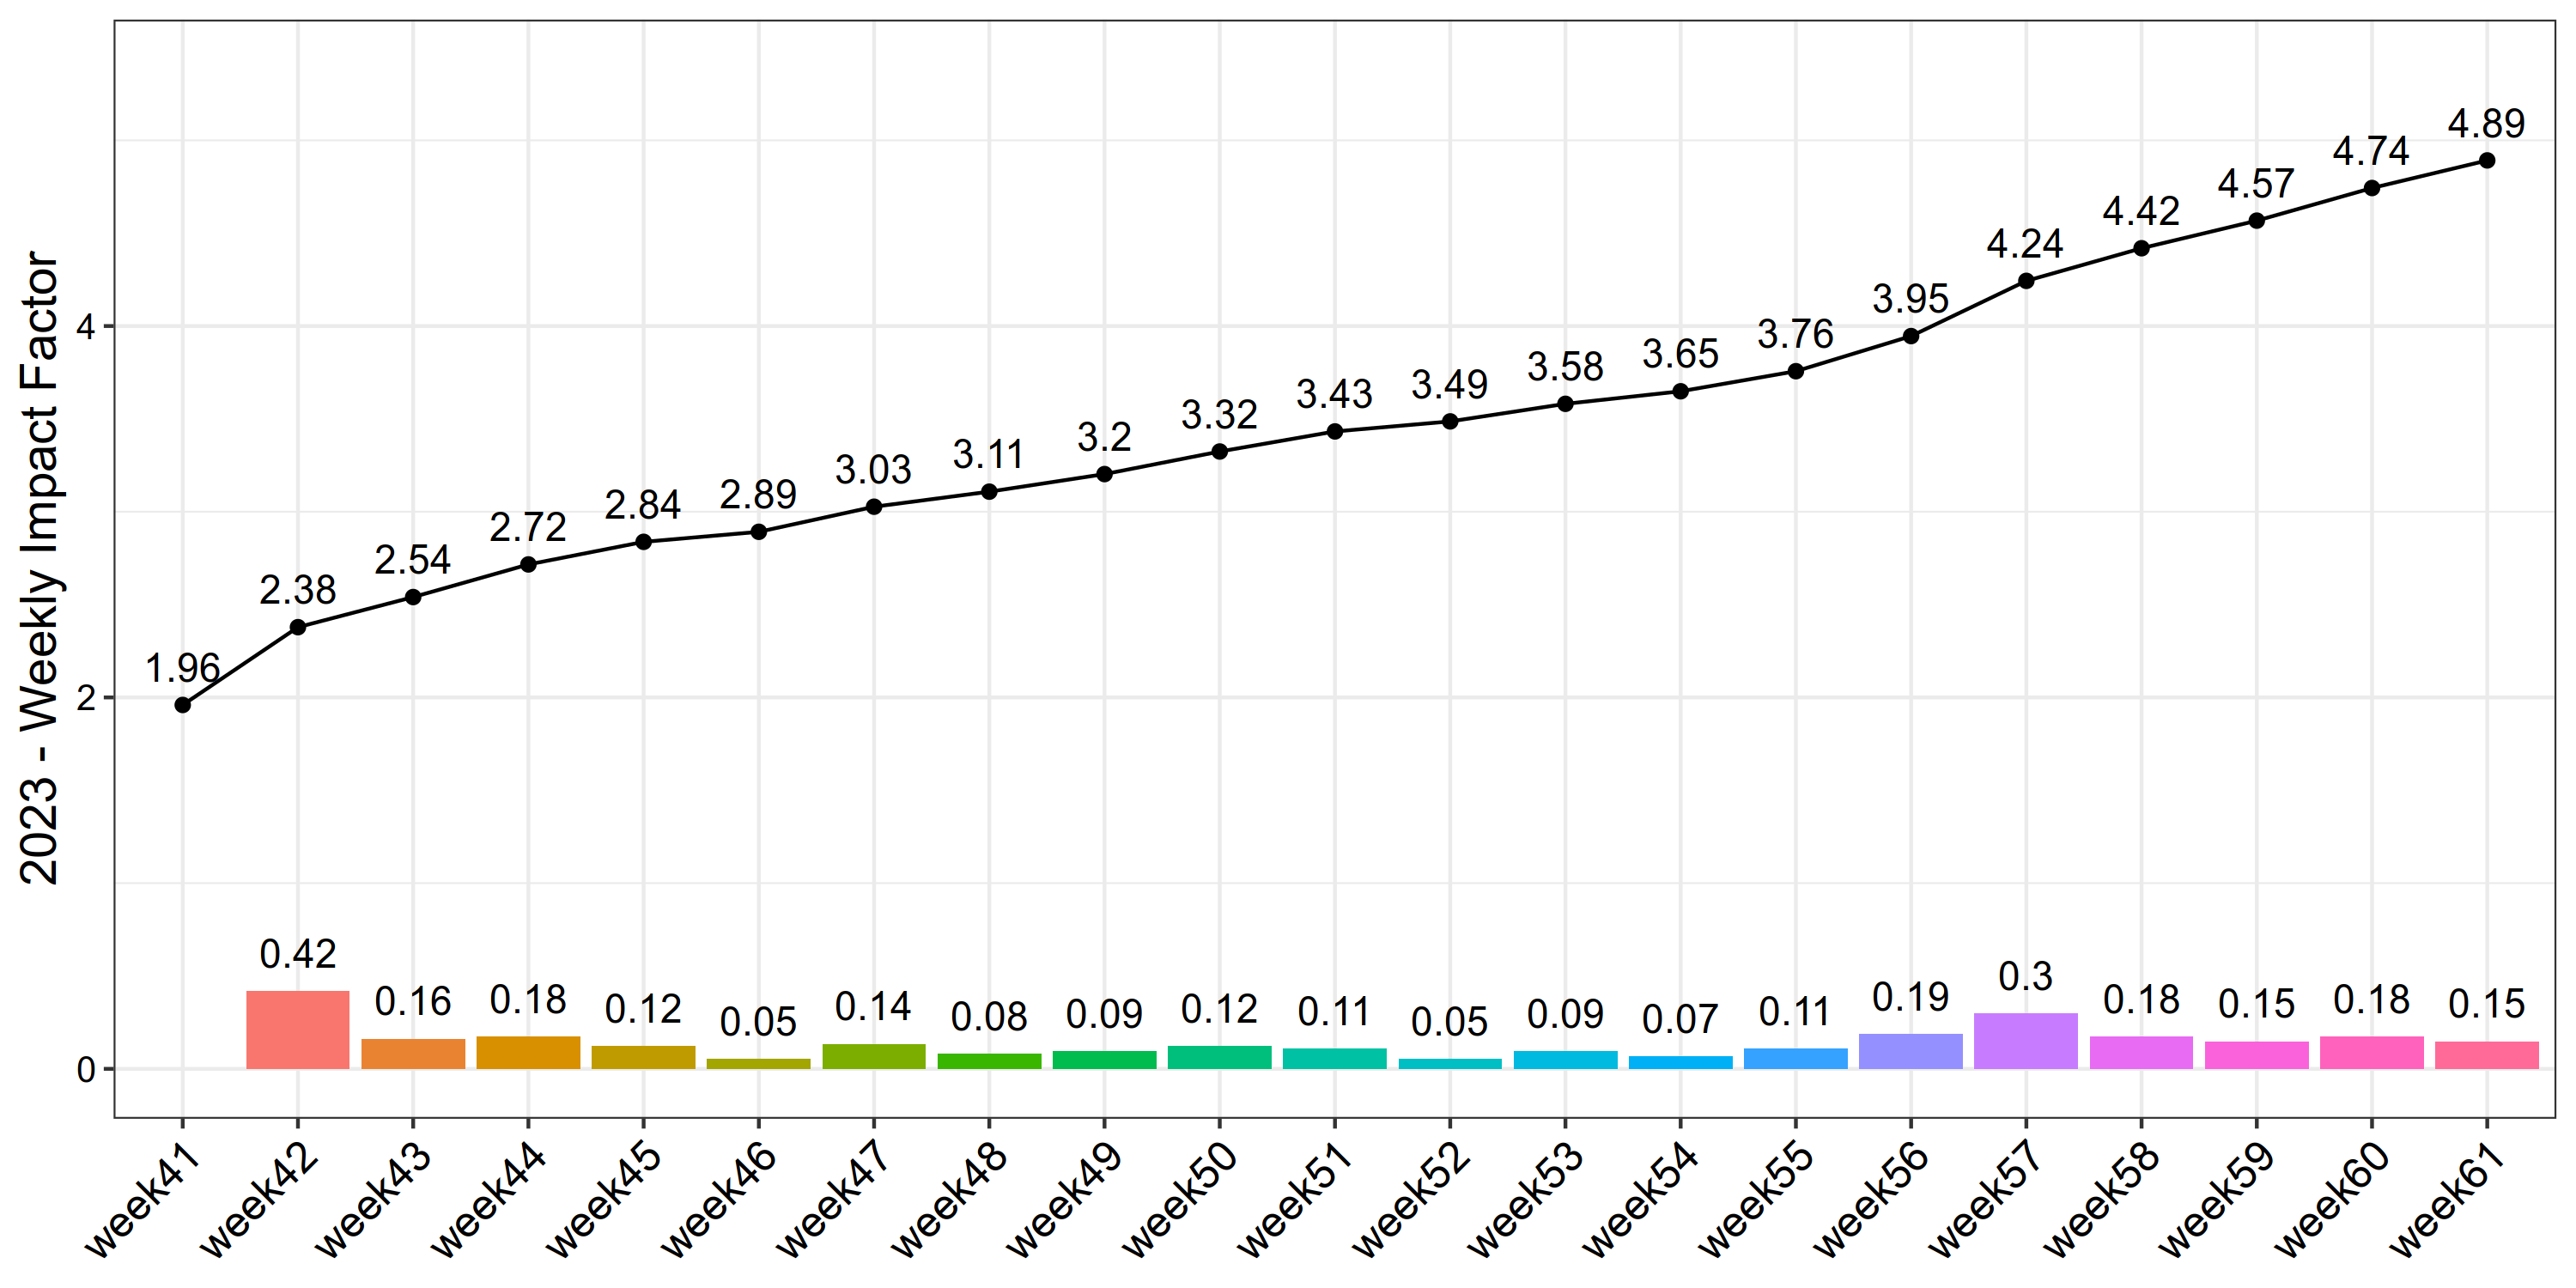 2023 - Weekly Impact Factor
4
2
0
1.96
2.38
2.54
2.72
2.84
2.89
3.03
3.11
3.2
3.32
3.43
3.49
3.58
3.65
3.76
3.95
4.24
4.42
4.57
4.74
4.89
0.42
0.16
0.18
0.12
0.05
0.14
0.08
0.09
0.12
0.11
0.05
0.09
0.07
0.11
0.19
0.3
0.18
0.15
0.18
0.15
week41
week42
week43
week44
week45
week46
week47
week48
week49
week50
week51
week52
week53
week54
week55
week56
week57
week58
week59
week60
week61